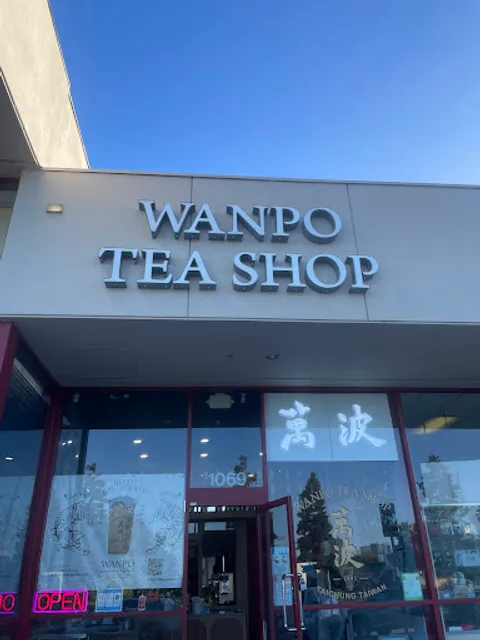 WANPO
TEA SHOP
萬波
1069
WANPO TEA SHOP
萬波
TAICHUNG TAIWAN
WANPO
OPEN